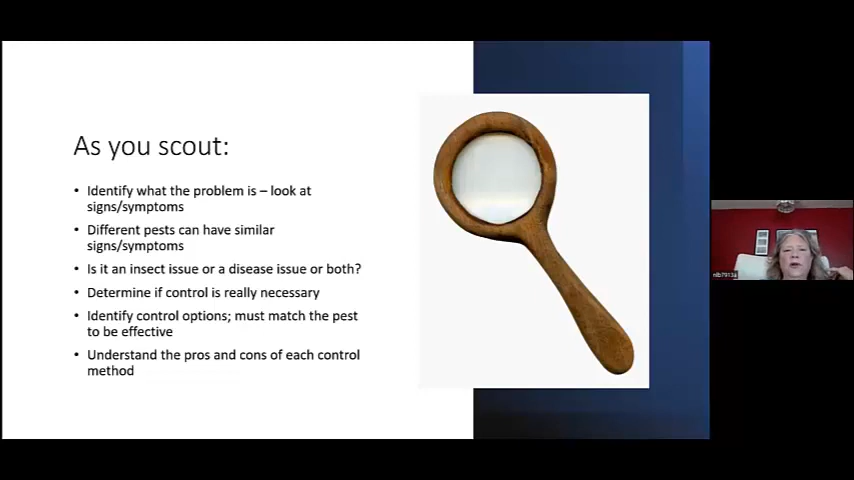 As you scout:
• Identify what the problem is – look at
signs/symptoms
• Different pests can have similar
signs/symptoms
• Is it an insect issue or a disease issue or both?
• Determine if control is really necessary
• Identify control options; must match the pest
to be effective
• Understand the pros and cons of each control
method